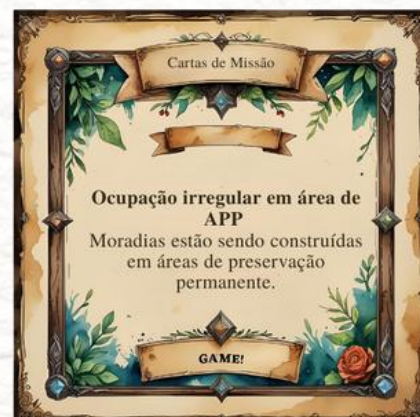 Cartas de Missão
Ocupação irregular em área de
APP
Moradias estão sendo construídas
em áreas de preservação
permanente.
GAME!